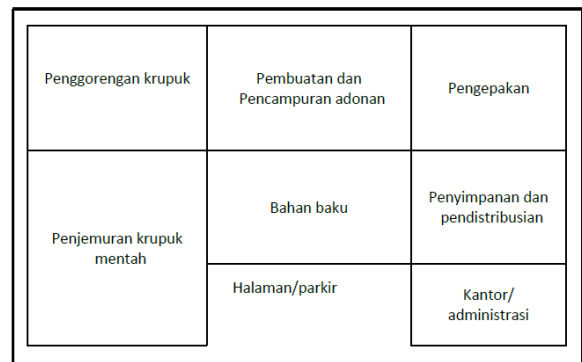 Penggorengan krupuk
Pembuatan dan
Pencampuran adonan
Pengepakan
Penjemuran krupuk
mentah
Bahan baku
Penyimpanan dan
pendistribusian
Halaman/parkir
Kantor/
administrasi